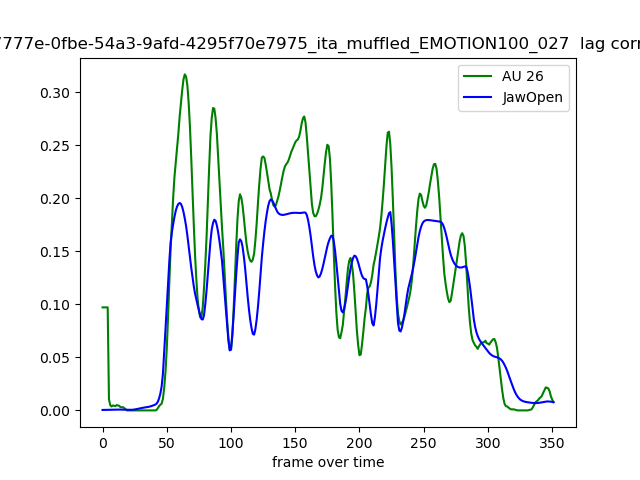 7777e-0fbe-54a3-9afd-4295f70e7975_ita_muffled_EMOTION100_027 lag corr
AU 26
JawOpen
0.30
0.25
0.20
0.15
0.10
0.05
0.00
0 50 100 150 200 250 300 350
frame over time